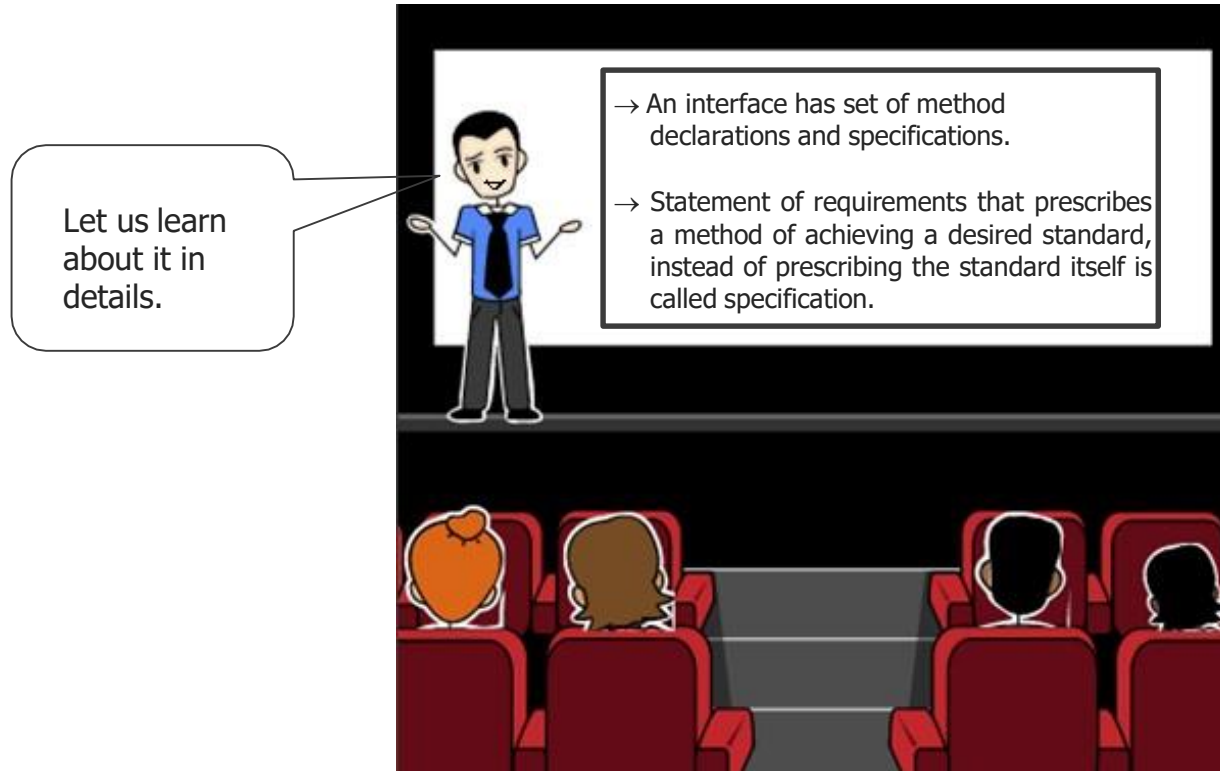 Let us learn
about it in
details.
→ An interface has set of method
declarations and specifications.
→ Statement of requirements that prescribes
a method of achieving a desired standard,
instead of prescribing the standard itself is
called specification.